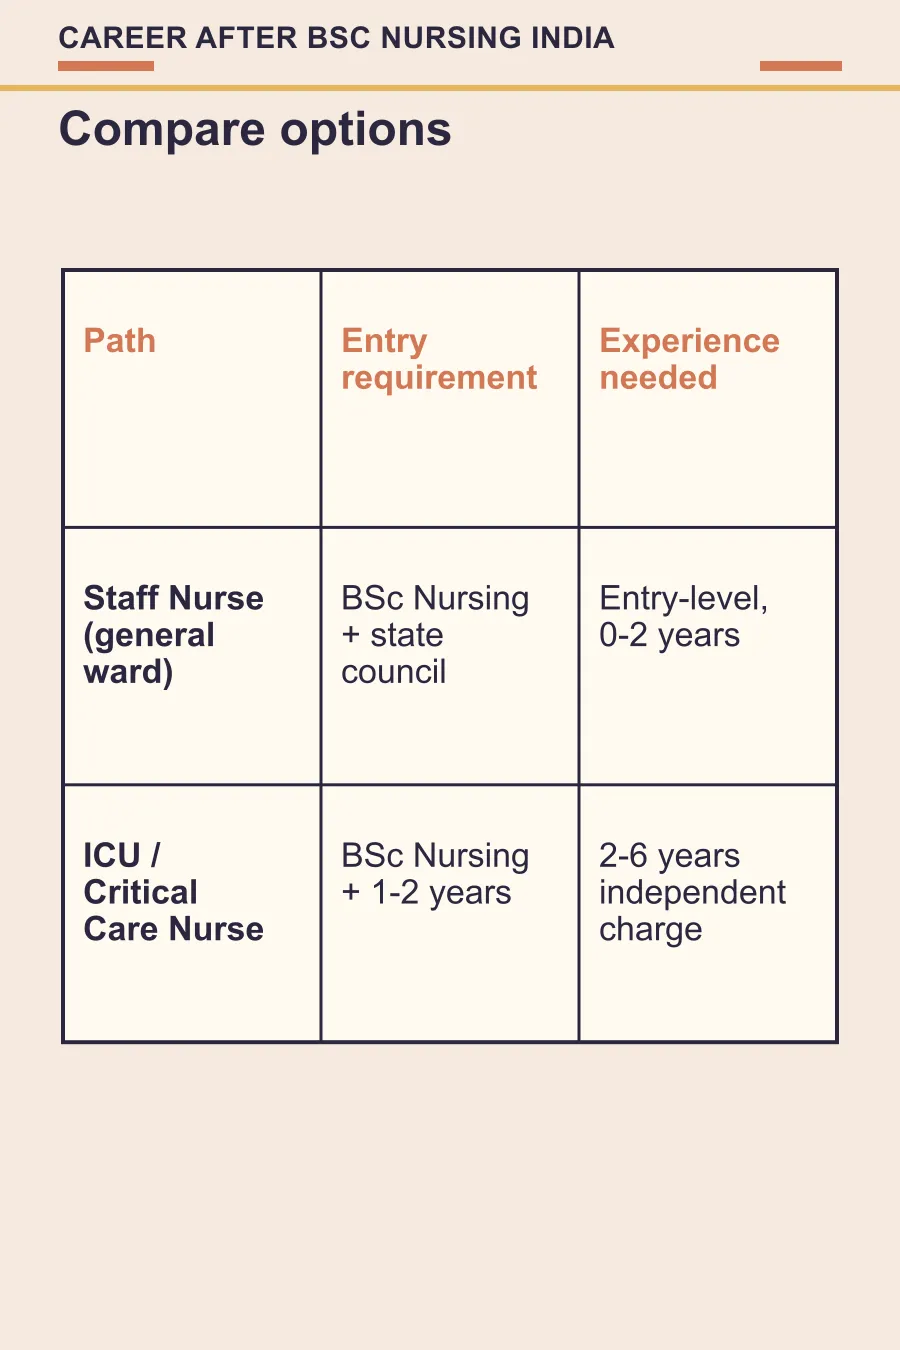 CAREER AFTER BSC NURSING INDIA
Compare options
Path
Entry
requirement
Experience
needed
Staff Nurse
(general
ward)
BSc Nursing
+ state
council
Entry-level,
0-2 years
ICU /
Critical
Care Nurse
BSc Nursing
+ 1-2 years
2-6 years
independent
charge